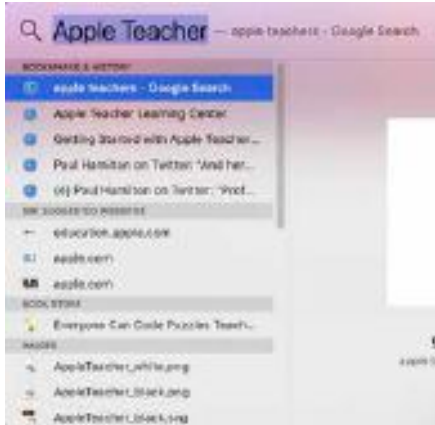 Apple Teacher — apple teachers - Google Search
BOOKMARKS & HISTORY
apple teachers - Google Search
Apple Teacher Learning Center
Getting Started with Apple Teacher...
Paul Hamilton on Twitter: "And her...
(4) Paul Hamilton on Twitter: "Prof...
SIRI SUGGESTED WEBSITES
education.apple.com
apple.com
apple.com
BOOK STORE
Everyone Can Code Puzzles Teach...
IMAGES
AppleTeacher_white.png
AppleTeacher_black.png
AppleTeacher_black.svg